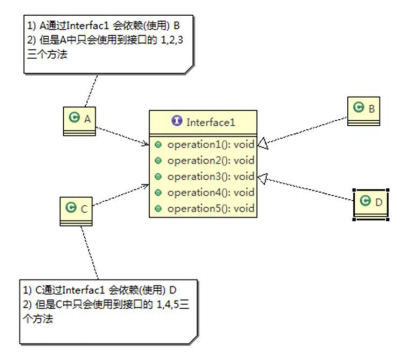 1) A通过Interfac1 会依赖(使用) B
2) 但是A中只会使用到接口的 1,2,3
三个方法
A
Interface1
B
operation1(): void
operation2(): void
operation3(): void
operation4(): void
operation5(): void
C
D
1) C通过Interfac1 会依赖(使用) D
2) 但是C中只会使用到接口的 1,4,5三
个方法